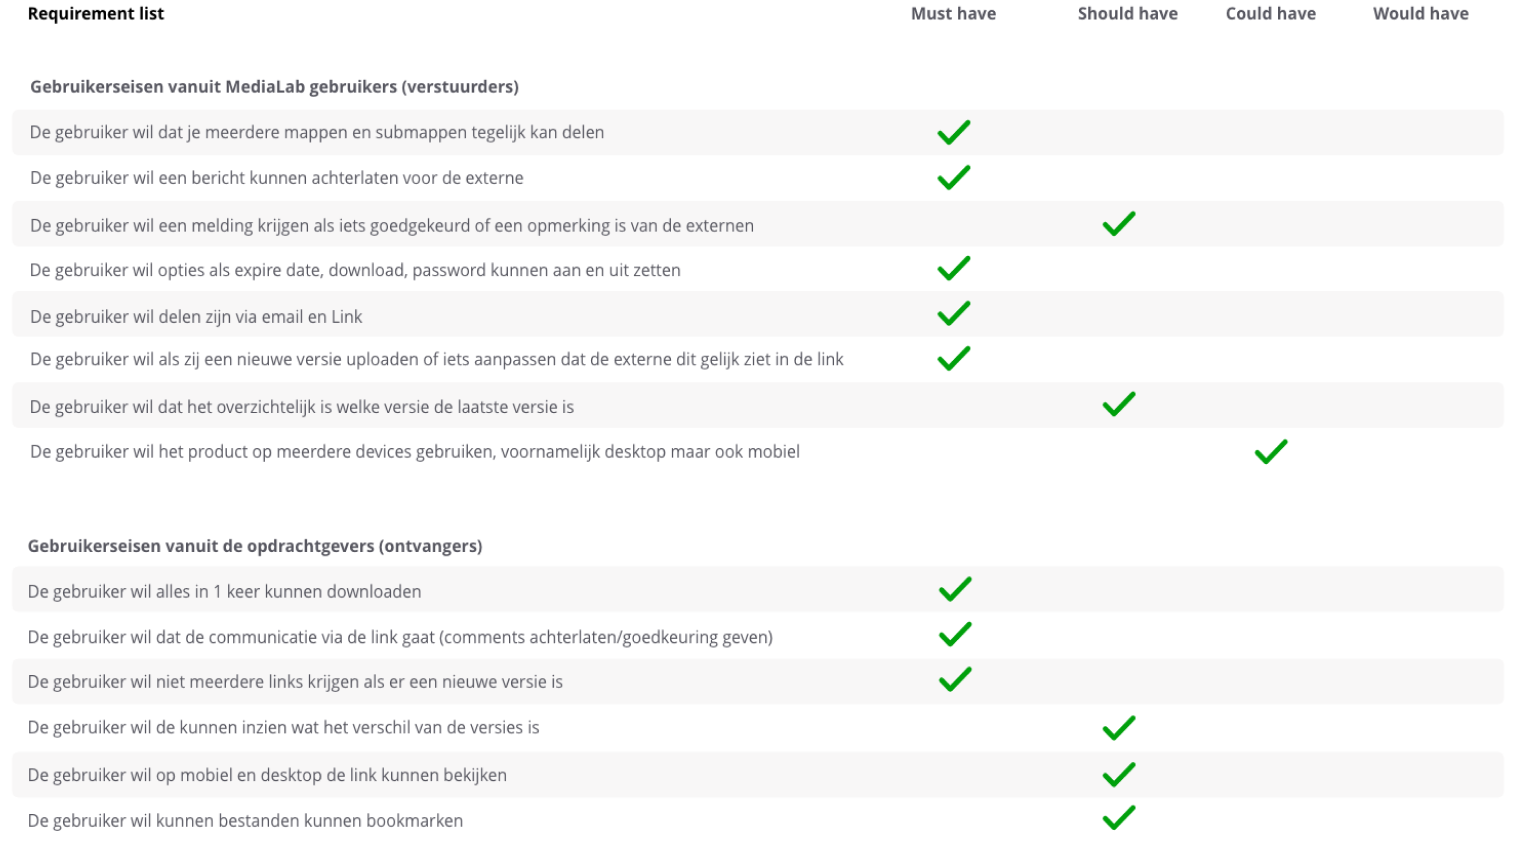 Requirement list Must have Should have Could have Would have
Gebruikerseisen vanuit MediaLab gebruikers (verstuurders)
De gebruiker wil dat je meerdere mappen en submappen tegelijk kan delen
De gebruiker wil een bericht kunnen achterlaten voor de externe
De gebruiker wil een melding krijgen als iets goedgekeurd of een opmerking is van de externen
De gebruiker wil opties als expire date, download, password kunnen aan en uit zetten
De gebruiker wil delen zijn via email en Link
De gebruiker wil als zij een nieuwe versie uploaden of iets aanpassen dat de externe dit gelijk ziet in de link
De gebruiker wil dat het overzichtelijk is welke versie de laatste versie is
De gebruiker wil het product op meerdere devices gebruiken, voornamelijk desktop maar ook mobiel
Gebruikerseisen vanuit de opdrachtgevers (ontvangers)
De gebruiker wil alles in 1 keer kunnen downloaden
De gebruiker wil dat de communicatie via de link gaat (comments achterlaten/goedkeuring geven)
De gebruiker wil niet meerdere links krijgen als er een nieuwe versie is
De gebruiker wil de kunnen inzien wat het verschil van de versies is
De gebruiker wil op mobiel en desktop de link kunnen bekijken
De gebruiker wil kunnen bestanden kunnen bookmarken